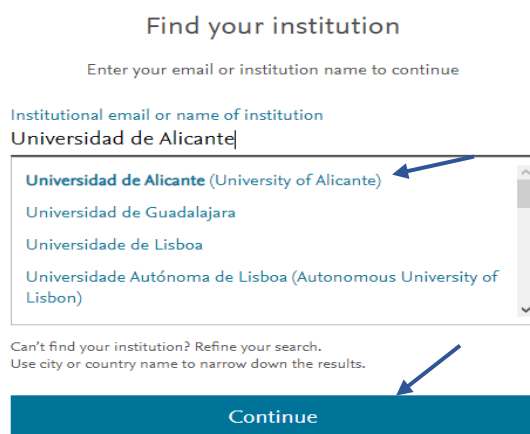 Find your institution
Enter your email or institution name to continue
Institutional email or name of institution
Universidad de Alicante
Universidad de Alicante (University of Alicante)
Universidad de Guadalajara
Universidade de Lisboa
Universidade Autónoma de Lisboa (Autonomous University of
Lisbon)
Can't find your institution? Refine your search.
Use city or country name to narrow down the results.
Continue